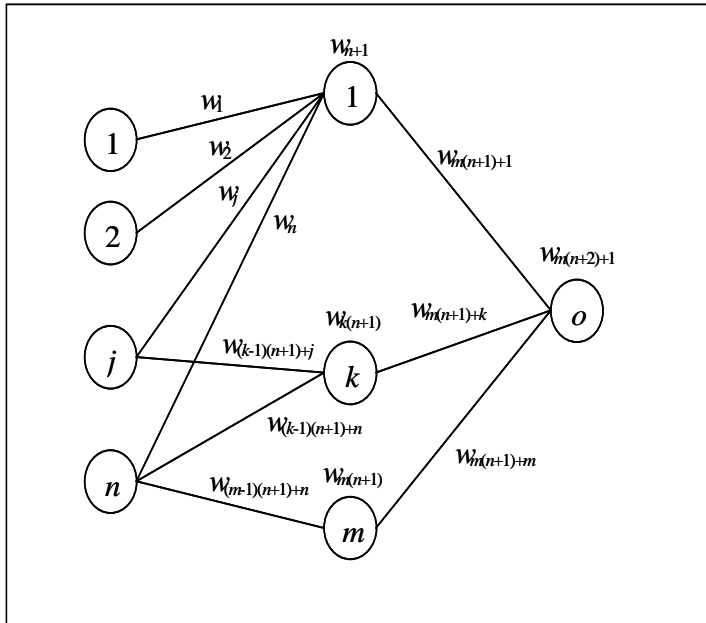 w_{n+1}
1
w_1
1
w_2
w_j
w_n
w_{m(n+1)+1}
2
w_{m(n+2)+1}
o
w_{k(n+1)}
w_{m(n+1)+k}
j
w_{(k-1)(n+1)+j}
k
w_{(k-1)(n+1)+n}
n
w_{(m-1)(n+1)+n}
w_{m(n+1)}
w_{m(n+1)+m}
m